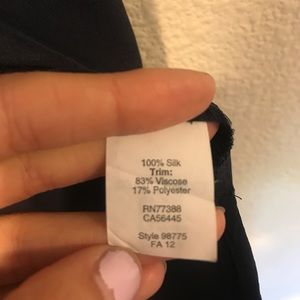 100% Silk
Trim:
83% Viscose
17% Polyester
RN77388
CA56445
Style 98775
FA 12